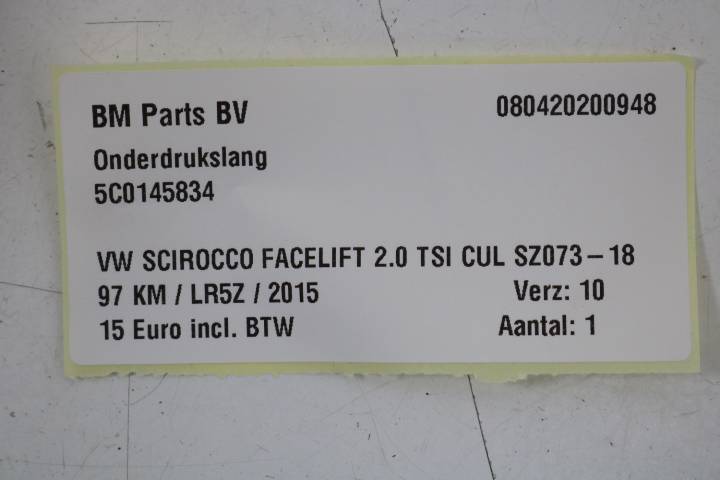 BM Parts BV 080420200948
Onderdrukslang
5C0145834
VW SCIROCCO FACELIFT 2.0 TSI CUL SZ073-18
97 KM / LR5Z / 2015 Verz: 10
15 Euro incl. BTW Aantal: 1